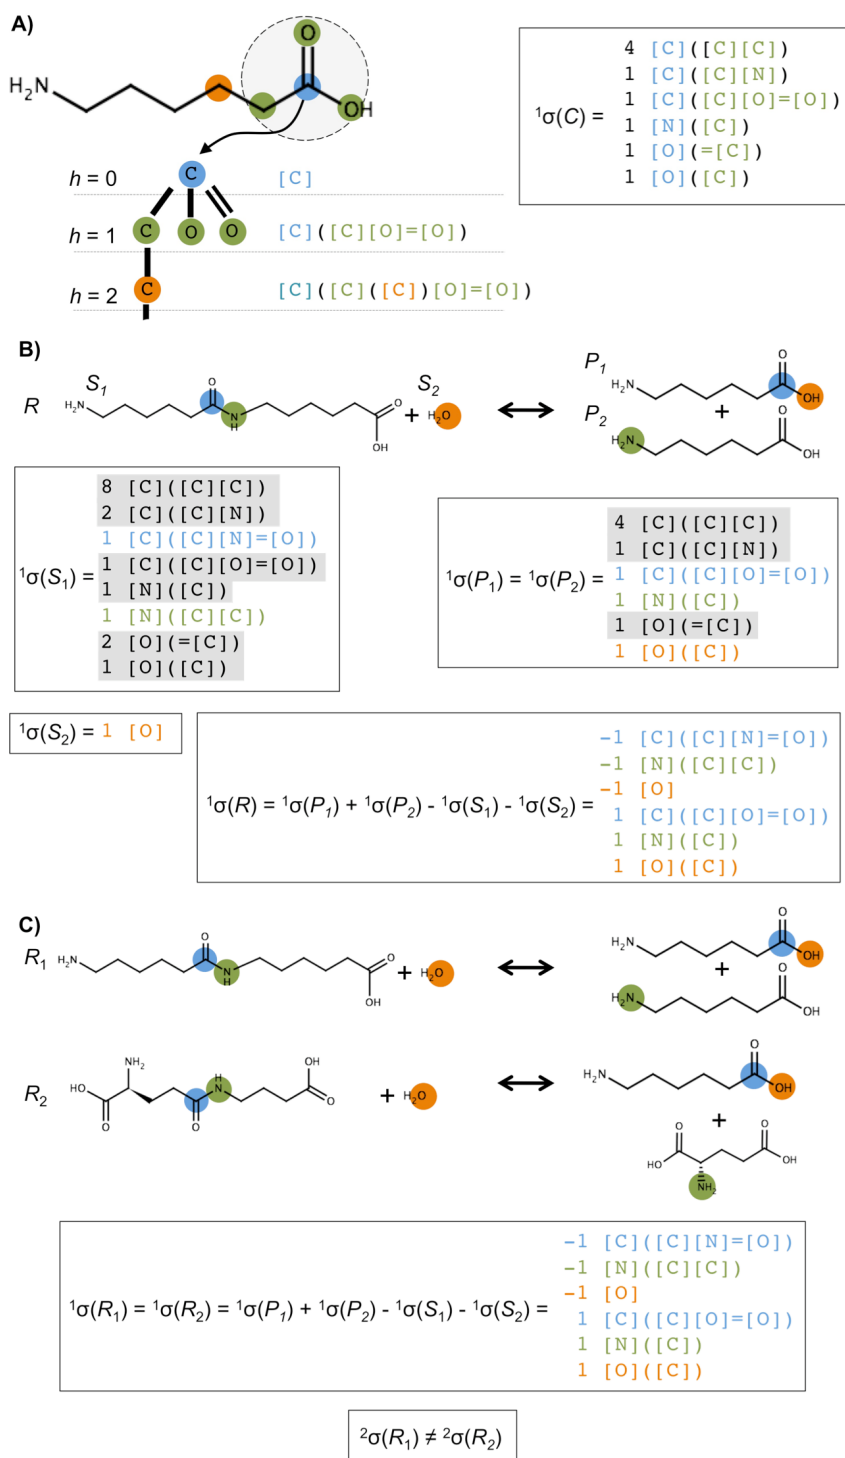 A)
O
H₂N
OH
4 [C]([C][C])
1 [C]([C][N])
1 [C]([C][O]=[O])
¹σ(C) =
1 [N]([C])
1 [O](=[C])
1 [O]([C])
h = 0
C
[C]
h = 1
C O O
[C]([C][O]=[O])
h = 2
C
[C]([C]([C])[O]=[O])
B)
R
S₁
H₂N
O
N
H
O
OH
+
S₂
H₂O
P₁
H₂N
O
OH
+
P₂
H₂N
O
OH
8 [C]([C][C])
2 [C]([C][N])
1 [C]([C][N]=[O])
¹σ(S₁) =
1 [C]([C][O]=[O])
1 [N]([C])
1 [N]([C][C])
2 [O](=[C])
1 [O]([C])
4 [C]([C][C])
1 [C]([C][N])
¹σ(P₁) = ¹σ(P₂) =
1 [C]([C][O]=[O])
1 [N]([C])
1 [O](=[C])
1 [O]([C])
¹σ(S₂) = 1 [O]
-1 [C]([C][N]=[O])
-1 [N]([C][C])
-1 [O]
¹σ(R) = ¹σ(P₁) + ¹σ(P₂) - ¹σ(S₁) - ¹σ(S₂) =
1 [C]([C][O]=[O])
1 [N]([C])
1 [O]([C])
C)
R₁
H₂N
O
N
H
O
OH
+
H₂O
H₂N
O
OH
+
H₂N
O
OH
R₂
HO
O
NH₂
O
H
N
OH
O
+
H₂O
H₂N
O
OH
+
O
HO
NH₂
O
OH
-1 [C]([C][N]=[O])
-1 [N]([C][C])
-1 [O]
¹σ(R₁) = ¹σ(R₂) = ¹σ(P₁) + ¹σ(P₂) - ¹σ(S₁) - ¹σ(S₂) =
1 [C]([C][O]=[O])
1 [N]([C])
1 [O]([C])
²σ(R₁) ≠ ²σ(R₂)